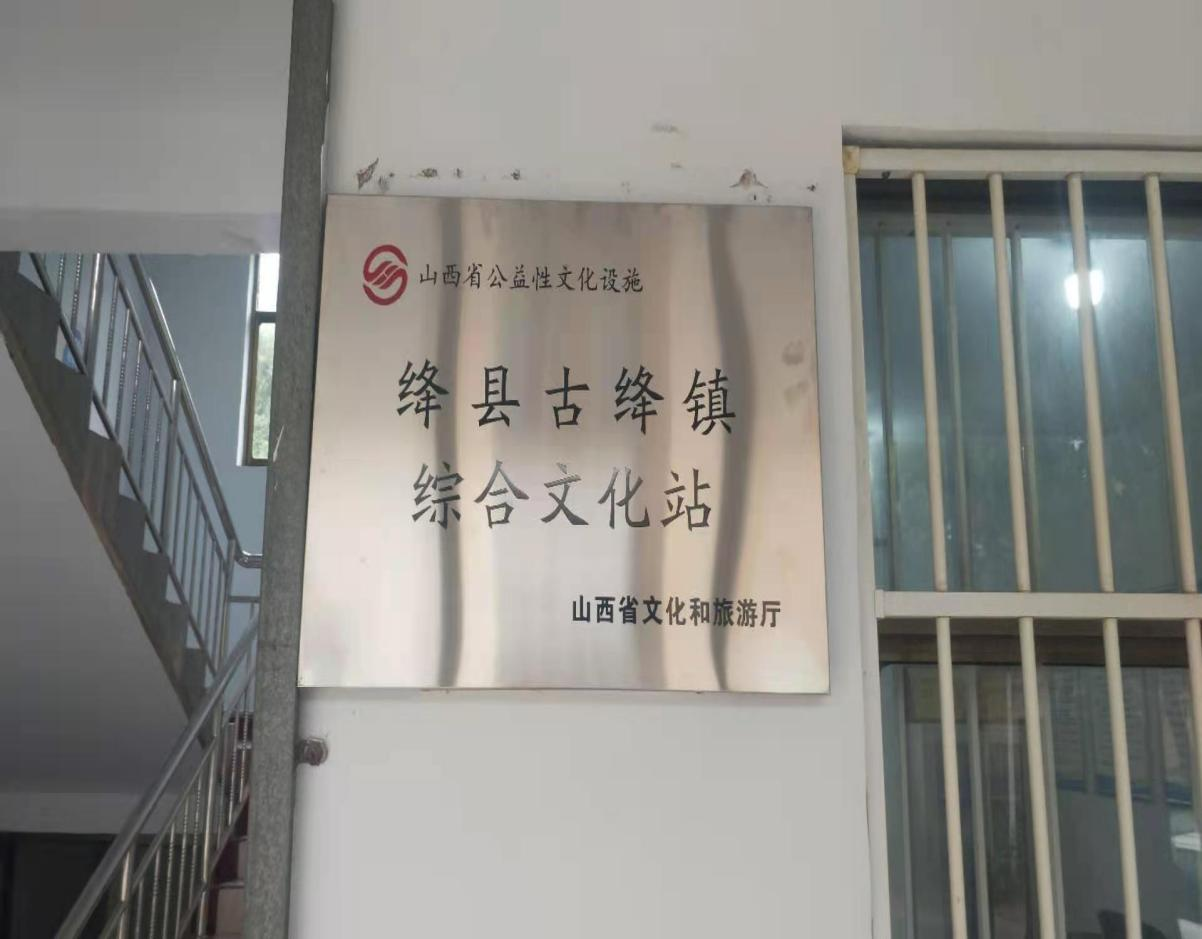 山西省公益性文化设施
绛县古绛镇
综合文化站
山西省文化和旅游厅